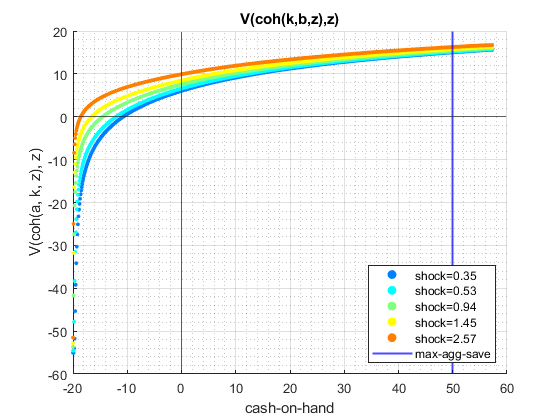 V(coh(k,b,z),z)
20
10
0
-10
-20
-30
-40
-50
-60
V(coh(a, k, z), z)
-20
-10
0
10
20
30
40
50
60
cash-on-hand
shock=0.35
shock=0.53
shock=0.94
shock=1.45
shock=2.57
max-agg-save